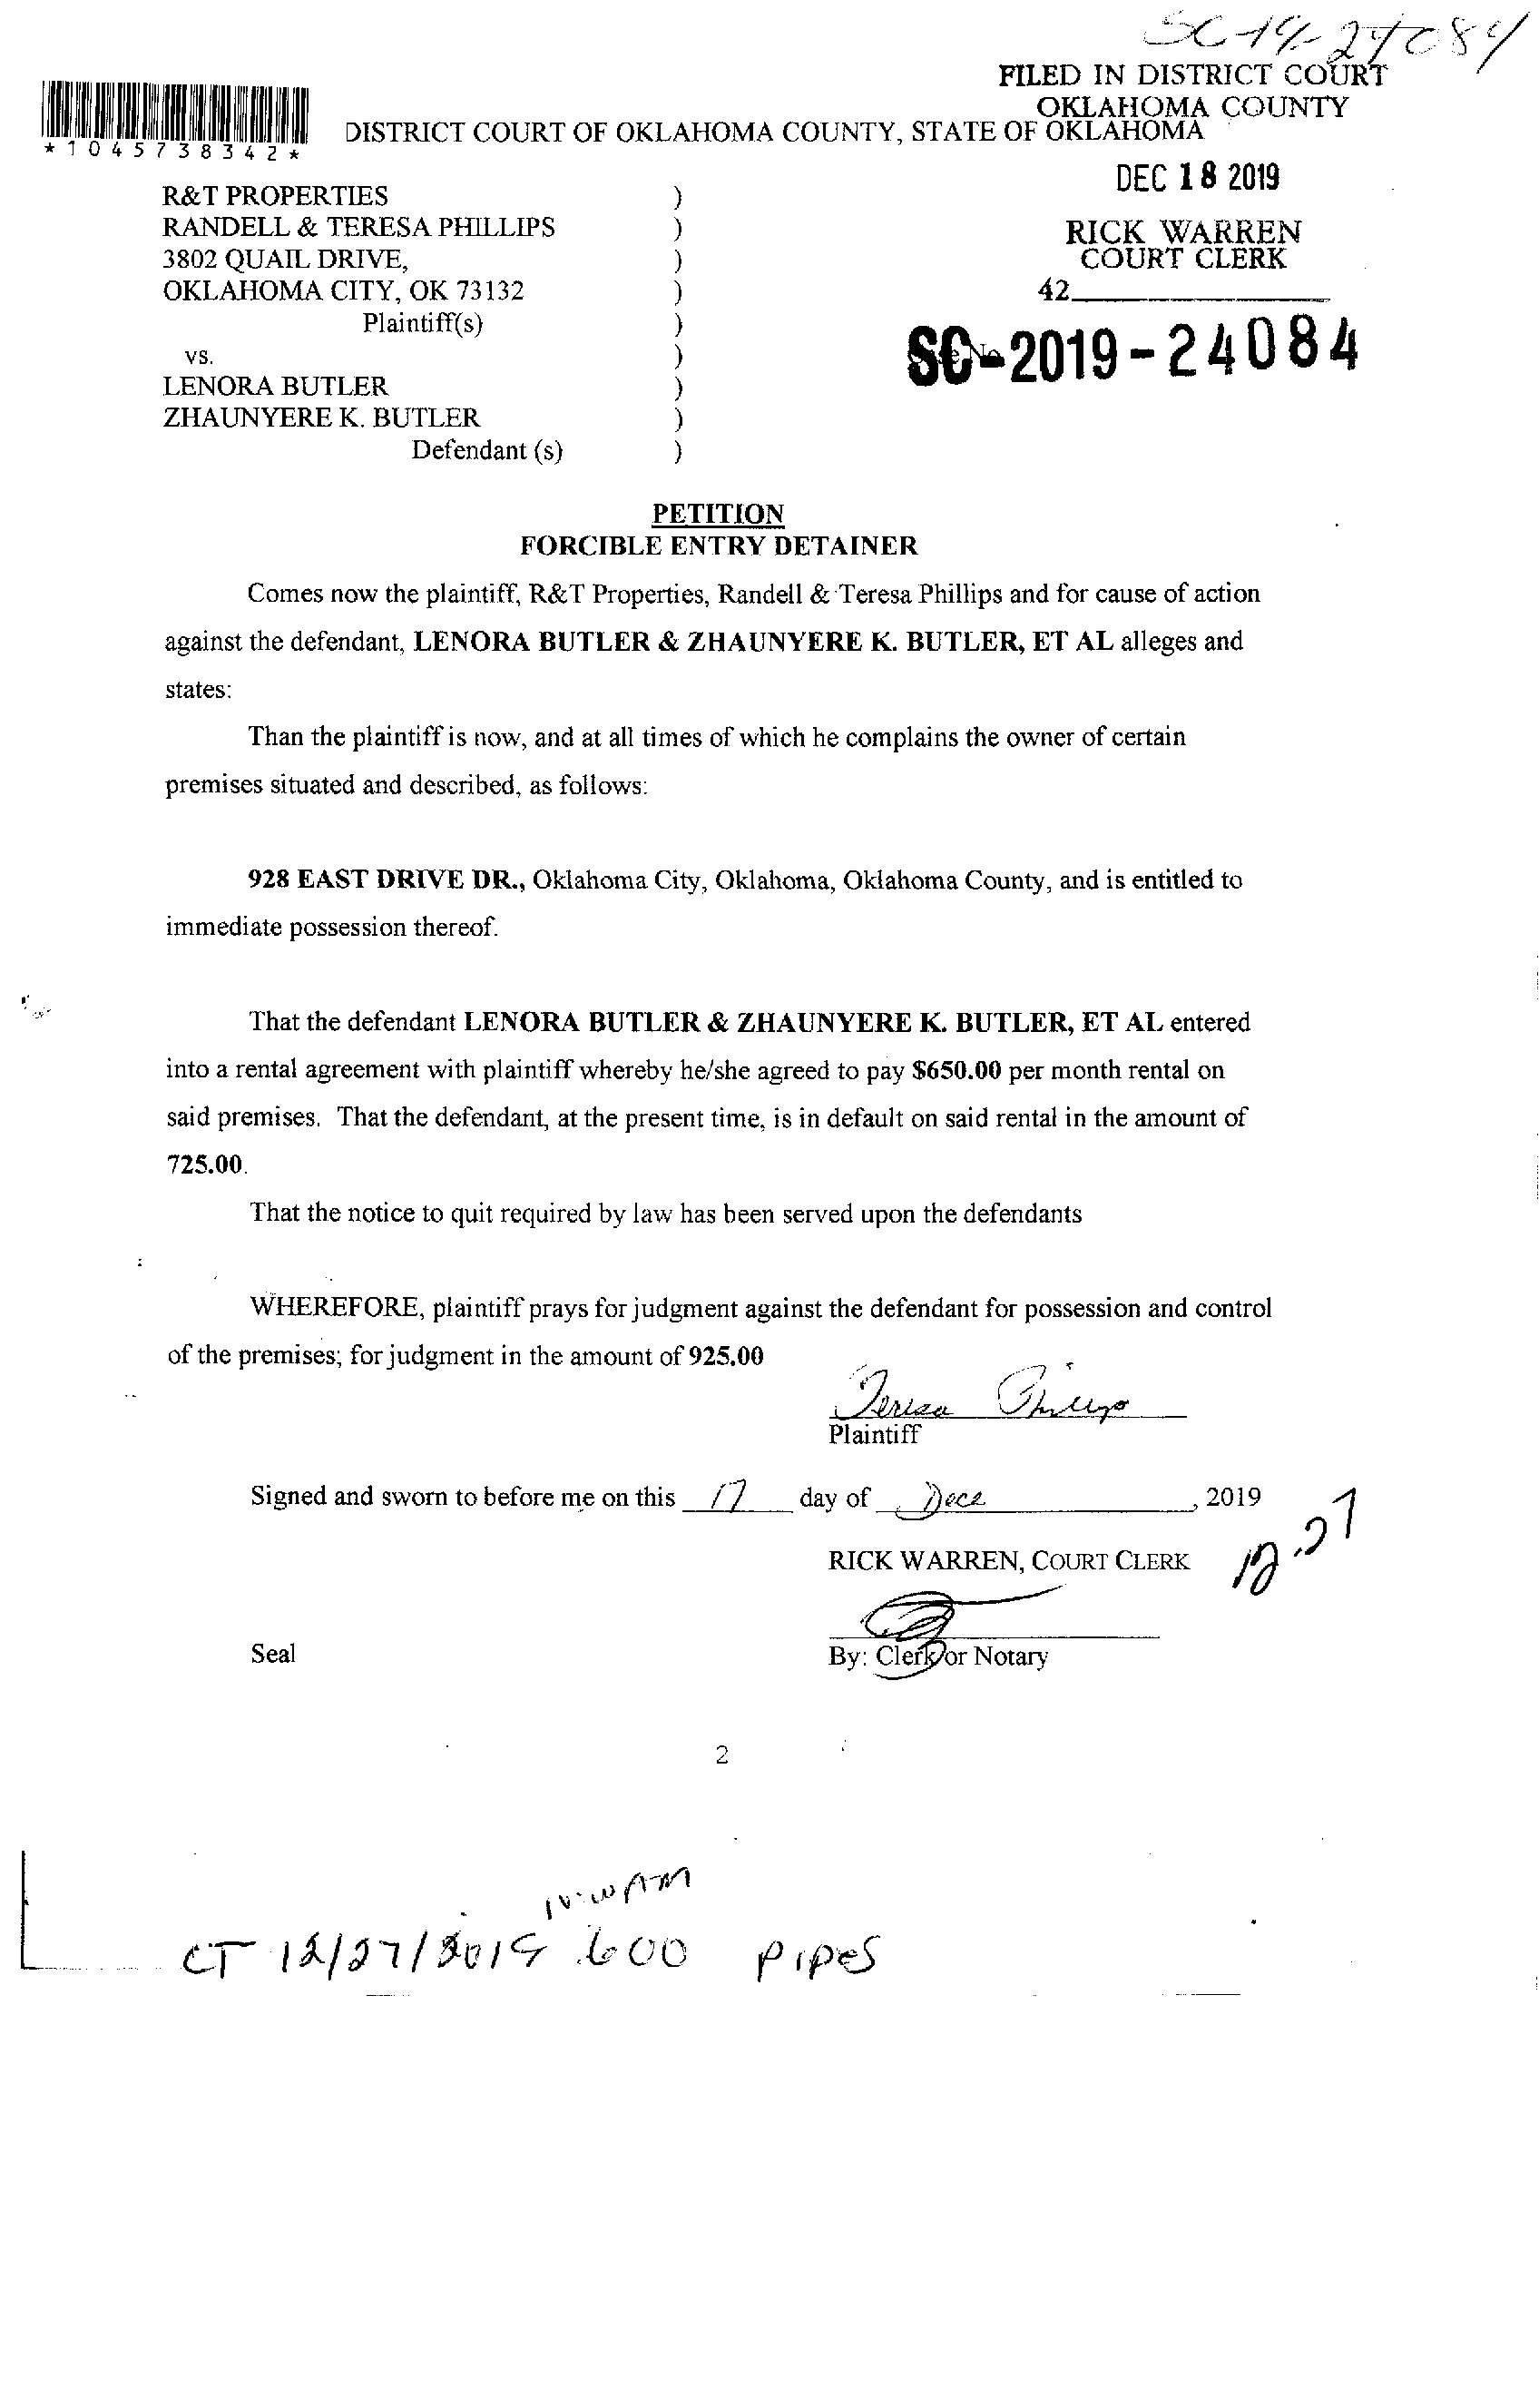 SC-19-24084
FILED IN DISTRICT COURT
OKLAHOMA COUNTY
*1045738342*
DISTRICT COURT OF OKLAHOMA COUNTY, STATE OF OKLAHOMA
DEC 18 2019
R&T PROPERTIES )
RANDELL & TERESA PHILLIPS ) RICK WARREN
3802 QUAIL DRIVE, ) COURT CLERK
OKLAHOMA CITY, OK 73132 ) 42
Plaintiff(s) )
vs. ) SC-2019-24084
LENORA BUTLER )
ZHAUNYERE K. BUTLER )
Defendant (s) )
PETITION
FORCIBLE ENTRY DETAINER
Comes now the plaintiff, R&T Properties, Randell & Teresa Phillips and for cause of action
against the defendant, LENORA BUTLER & ZHAUNYERE K. BUTLER, ET AL alleges and
states:
Than the plaintiff is now, and at all times of which he complains the owner of certain
premises situated and described, as follows:
928 EAST DRIVE DR., Oklahoma City, Oklahoma, Oklahoma County, and is entitled to
immediate possession thereof.
That the defendant LENORA BUTLER & ZHAUNYERE K. BUTLER, ET AL entered
into a rental agreement with plaintiff whereby he/she agreed to pay $650.00 per month rental on
said premises. That the defendant, at the present time, is in default on said rental in the amount of
725.00.
That the notice to quit required by law has been served upon the defendants
WHEREFORE, plaintiff prays for judgment against the defendant for possession and control
of the premises; for judgment in the amount of 925.00
Teresa Phillips
Plaintiff
Signed and sworn to before me on this 17 day of Dece, 2019
12.27
RICK WARREN, COURT CLERK
Seal
By: Clerk or Notary
2
AM
CT 12/27/2019 600 PIPES